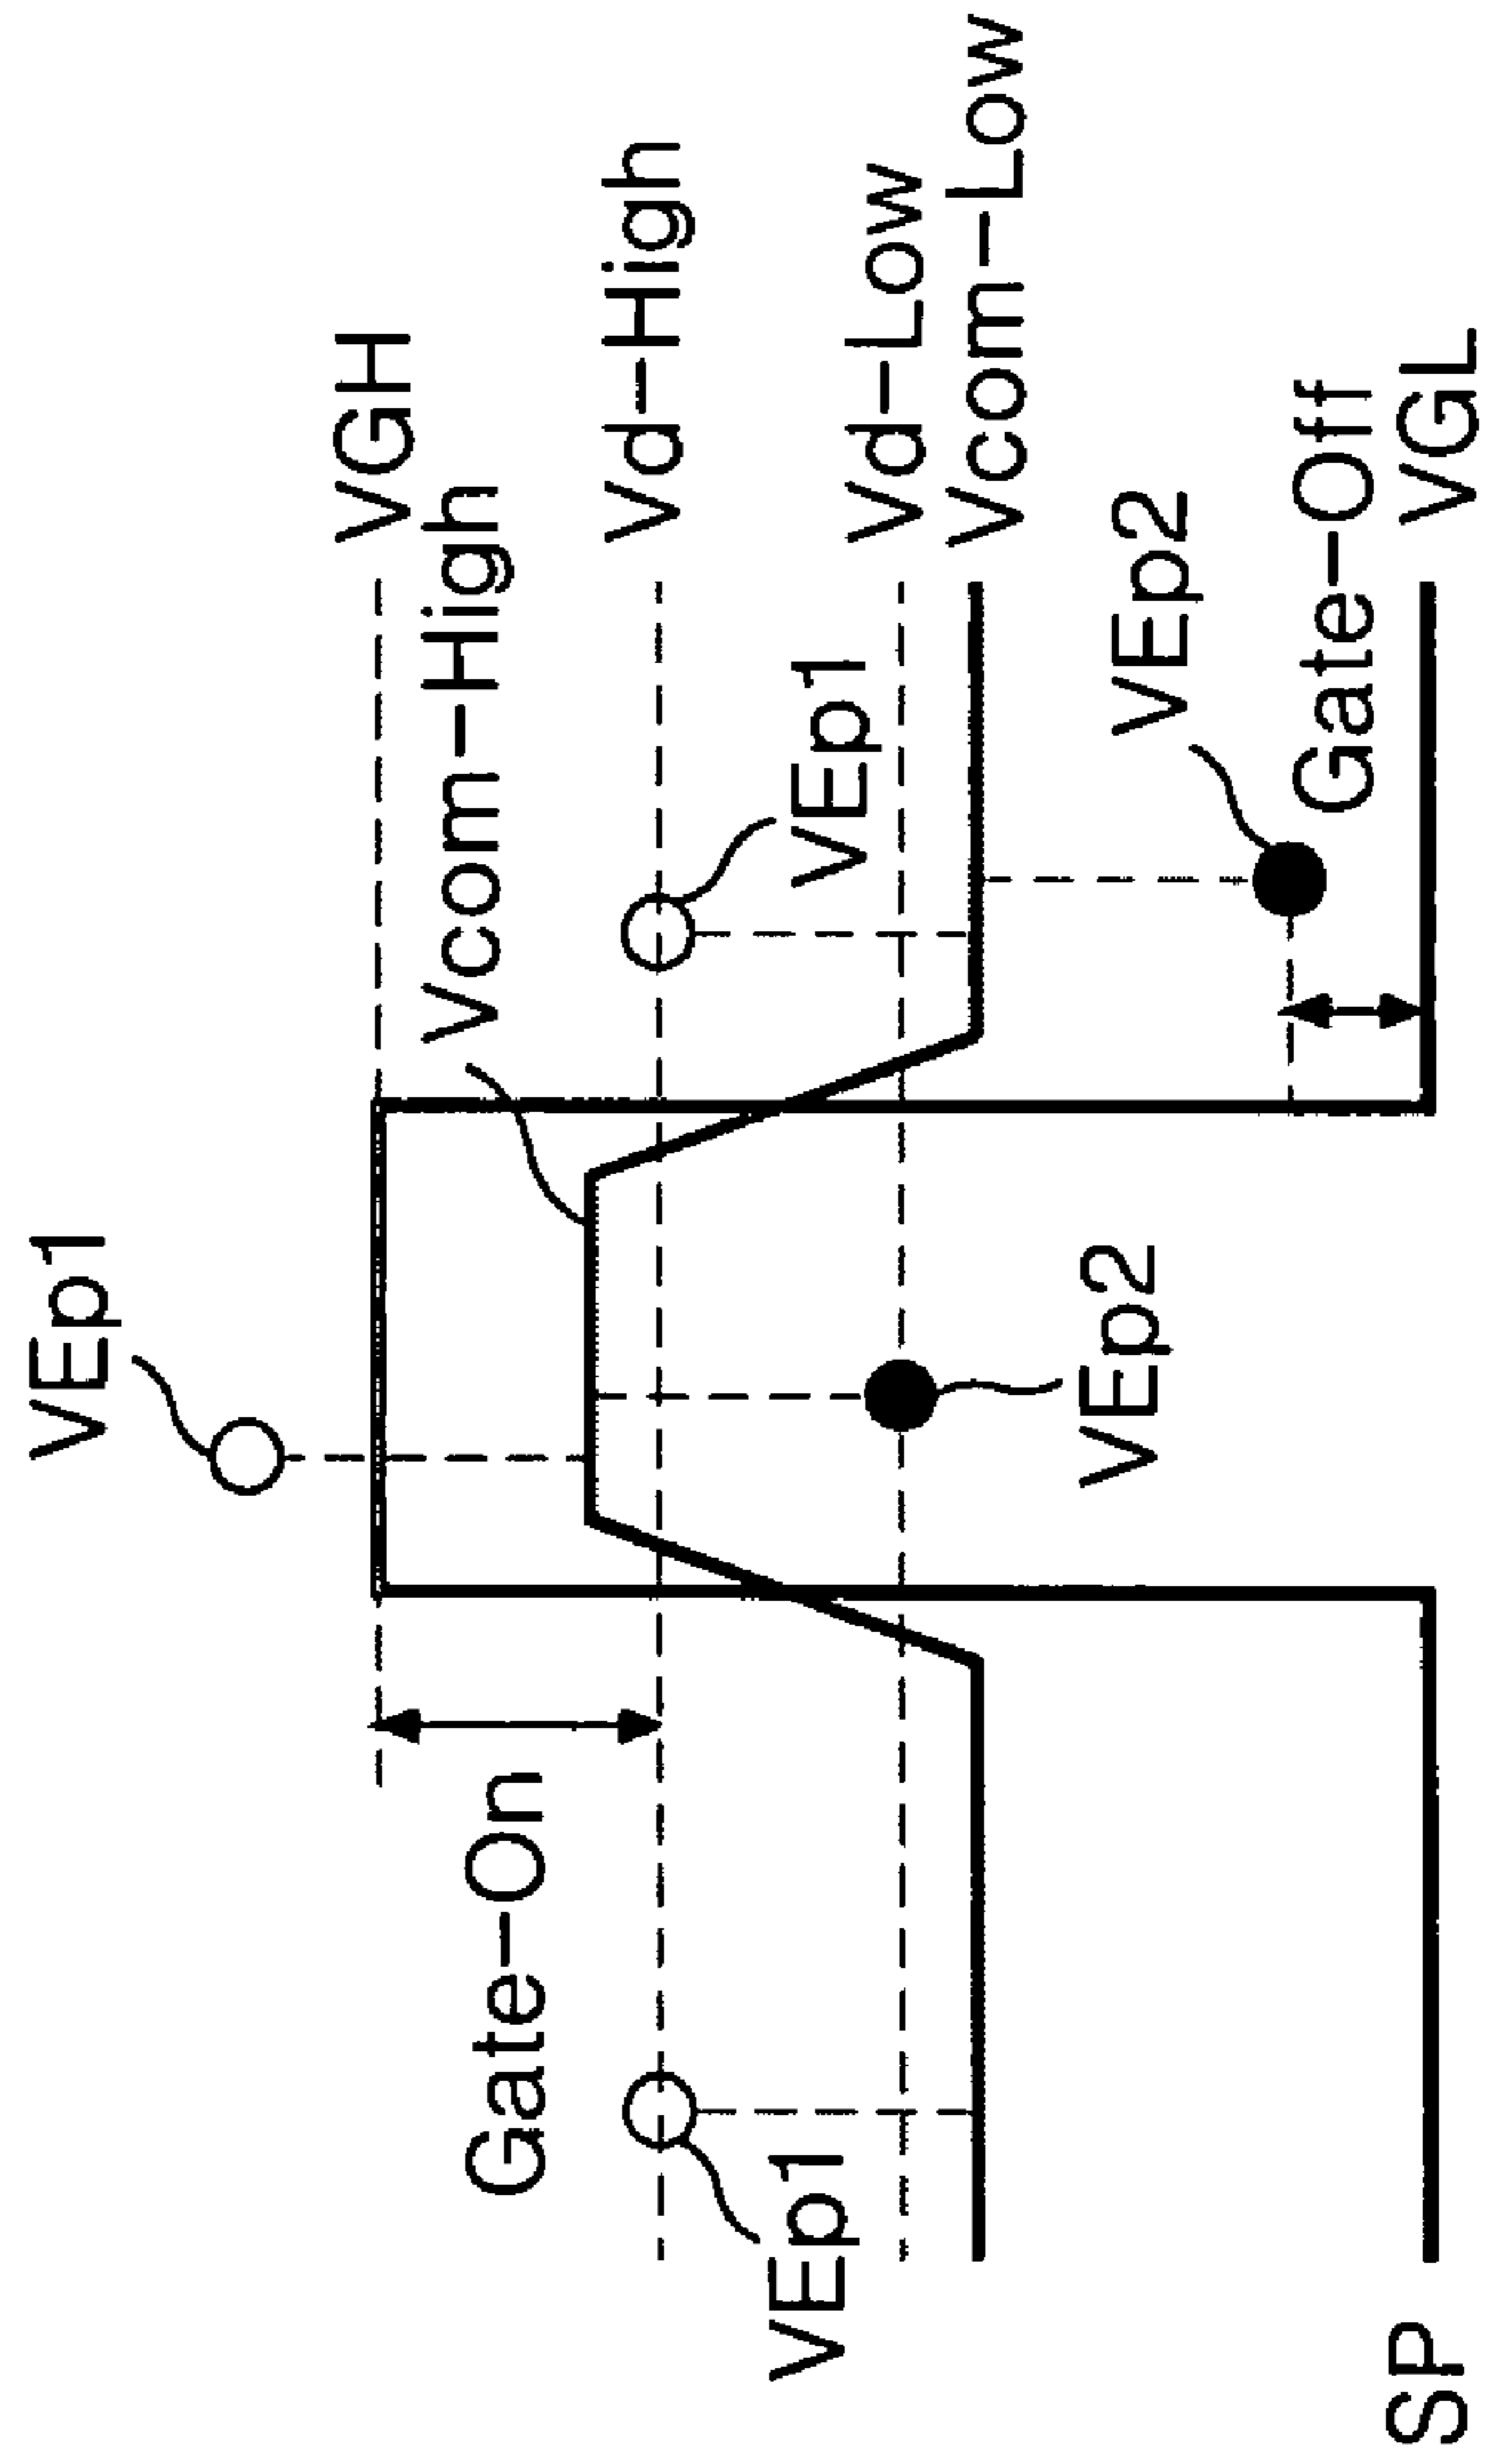 VEp1
VGH
Vcom-High
Gate-On
Vd-High
VEp1
VEp1
Vd-Low
Vcom-Low
VEp2
VEp2
Gate-Off
SP
VGL